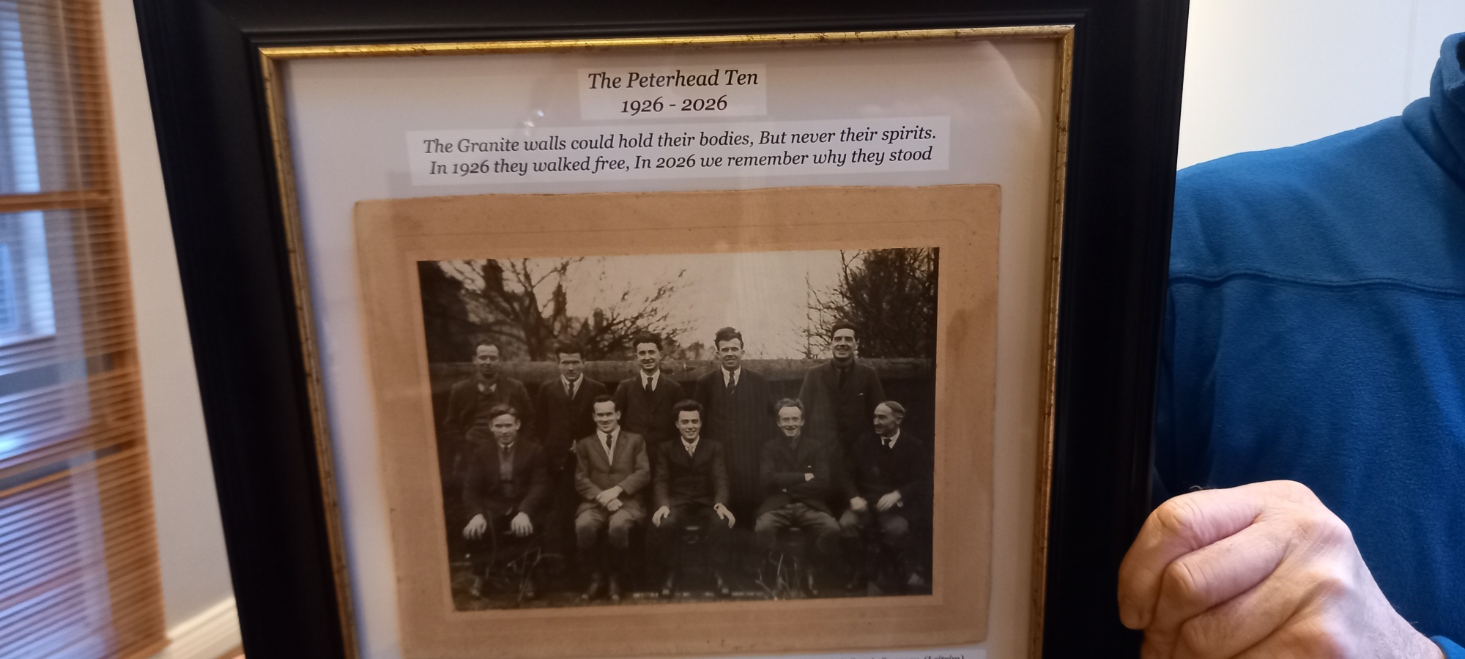 The Peterhead Ten
1926 - 2026
The Granite walls could hold their bodies, But never their spirits.
In 1926 they walked free, In 2026 we remember why they stood